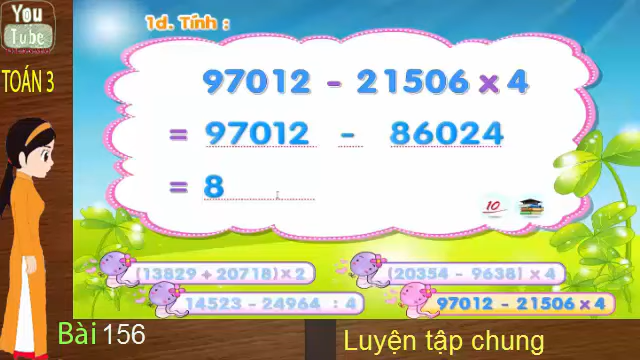 You
Tube
TOÁN 3
1d. Tính :
97012 - 21506 x 4
= 97012 - 86024
= 8
10
(13829 + 20718) x 2
(20354 - 9638) x 4
14523 - 24964 : 4
97012 - 21506 x 4
Bài 156
Luyện tập chung